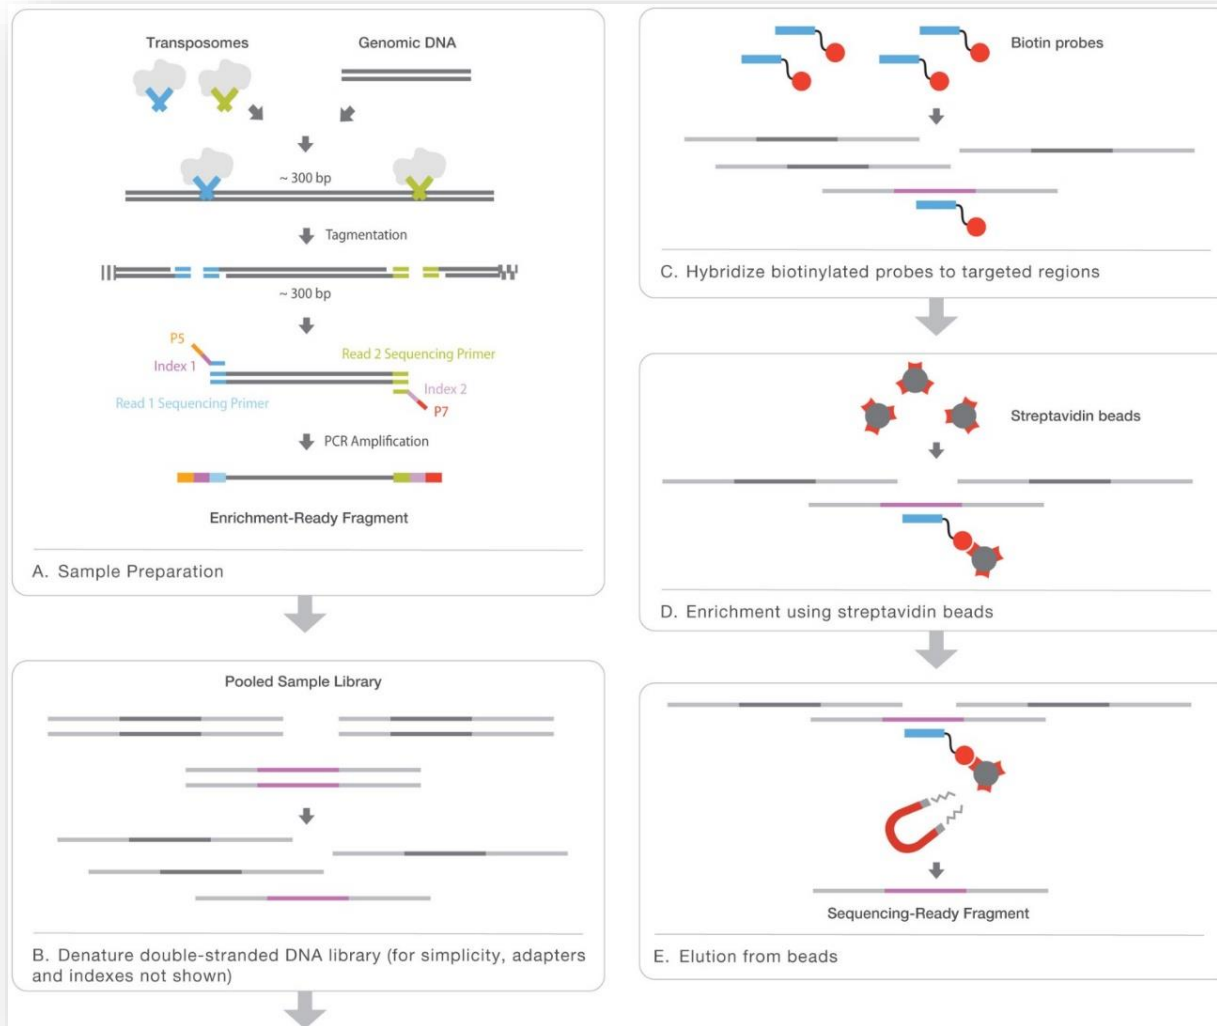 Transposomes
Genomic DNA
~ 300 bp
Tagmentation
~ 300 bp
P5
Index 1
Read 2 Sequencing Primer
Read 1 Sequencing Primer
Index 2
P7
PCR Amplification
Enrichment-Ready Fragment
A. Sample Preparation
Pooled Sample Library
B. Denature double-stranded DNA library (for simplicity, adapters
and indexes not shown)
Biotin probes
C. Hybridize biotinylated probes to targeted regions
Streptavidin beads
D. Enrichment using streptavidin beads
Sequencing-Ready Fragment
E. Elution from beads